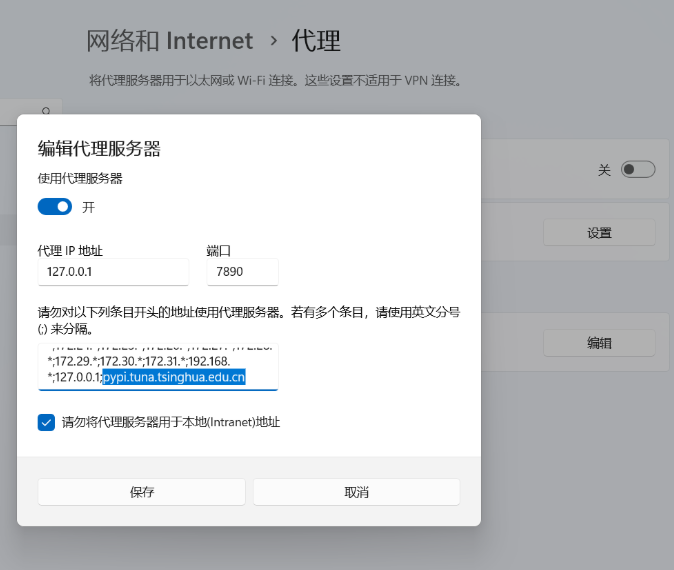 网络和 Internet › 代理
将代理服务器用于以太网或 Wi-Fi 连接。这些设置不适用于 VPN 连接。
编辑代理服务器
使用代理服务器
开
关
设置
代理 IP 地址 端口
127.0.0.1 7890
请勿对以下列条目开头的地址使用代理服务器。若有多个条目，请使用英文分号
(;) 来分隔。
编辑
*;172.29.*;172.30.*;172.31.*;192.168.
*;127.0.0.1;pypi.tuna.tsinghua.edu.cn
请勿将代理服务器用于本地(Intranet)地址
保存 取消